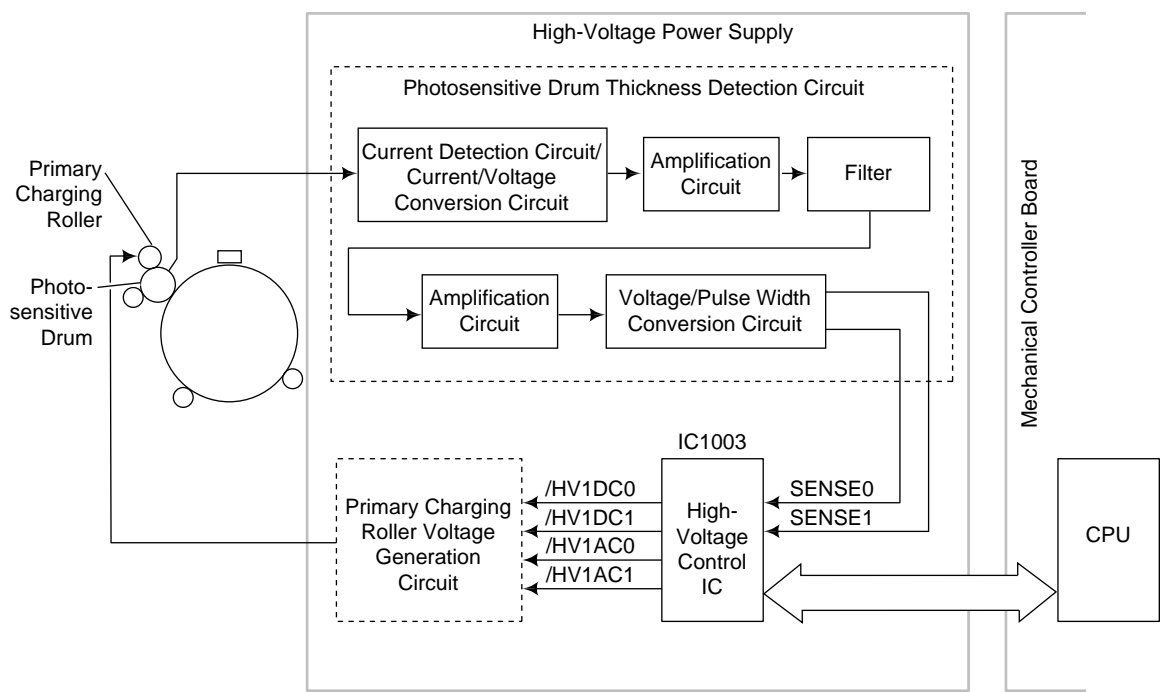 High-Voltage Power Supply
Photosensitive Drum Thickness Detection Circuit
Current Detection Circuit/
Current/Voltage
Conversion Circuit
Amplification
Circuit
Filter
Primary
Charging
Roller
Photo-
sensitive
Drum
Amplification
Circuit
Voltage/Pulse Width
Conversion Circuit
Mechanical Controller Board
IC1003
High-
Voltage
Control
IC
SENSE0
SENSE1
/HV1DC0
/HV1DC1
/HV1AC0
/HV1AC1
Primary Charging
Roller Voltage
Generation
Circuit
CPU